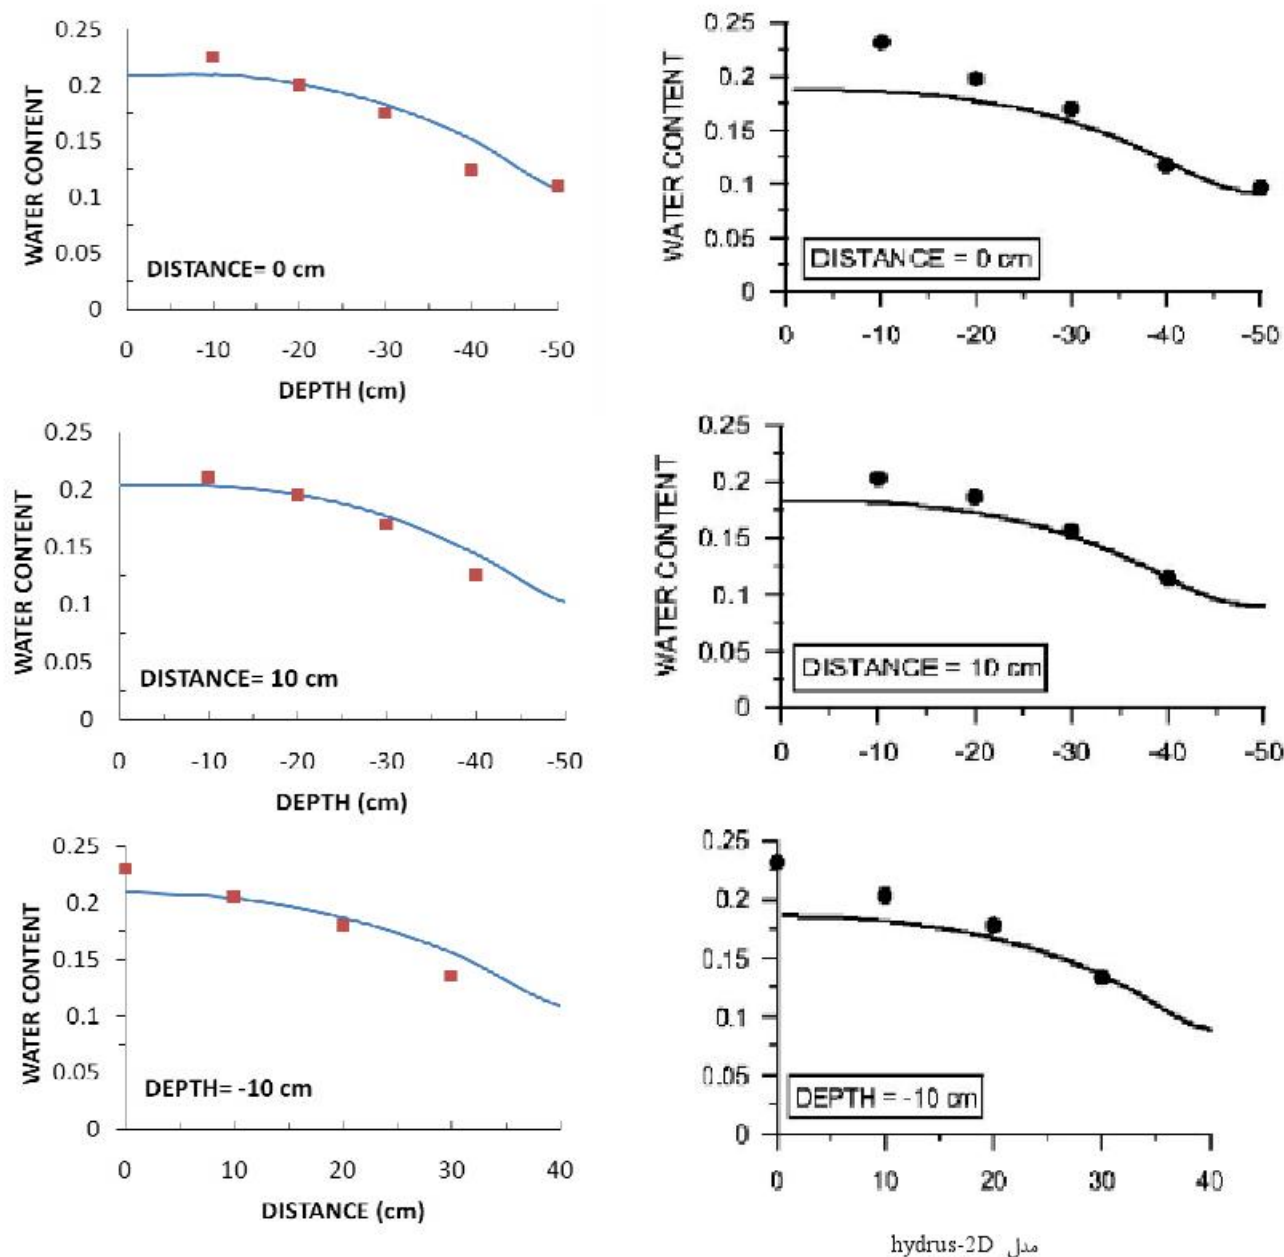 0.25
0.2
0.15
0.1
0.05
0
WATER CONTENT
DISTANCE= 0 cm
0 -10 -20 -30 -40 -50
DEPTH (cm)
0.25
0.2
0.15
0.1
0.05
0
WATER CONTENT
DISTANCE = 0 cm
0 -10 -20 -30 -40 -50
0.25
0.2
0.15
0.1
0.05
0
WATER CONTENT
DISTANCE= 10 cm
0 -10 -20 -30 -40 -50
DEPTH (cm)
0.25
0.2
0.15
0.1
0.05
0
WATER CONTENT
DISTANCE = 10 cm
0 -10 -20 -30 -40 -50
0.25
0.2
0.15
0.1
0.05
0
WATER CONTENT
DEPTH= -10 cm
0 10 20 30 40
DISTANCE (cm)
0.25
0.2
0.15
0.1
0.05
0
DEPTH = -10 cm
0 10 20 30 40
مدل hydrus-2D